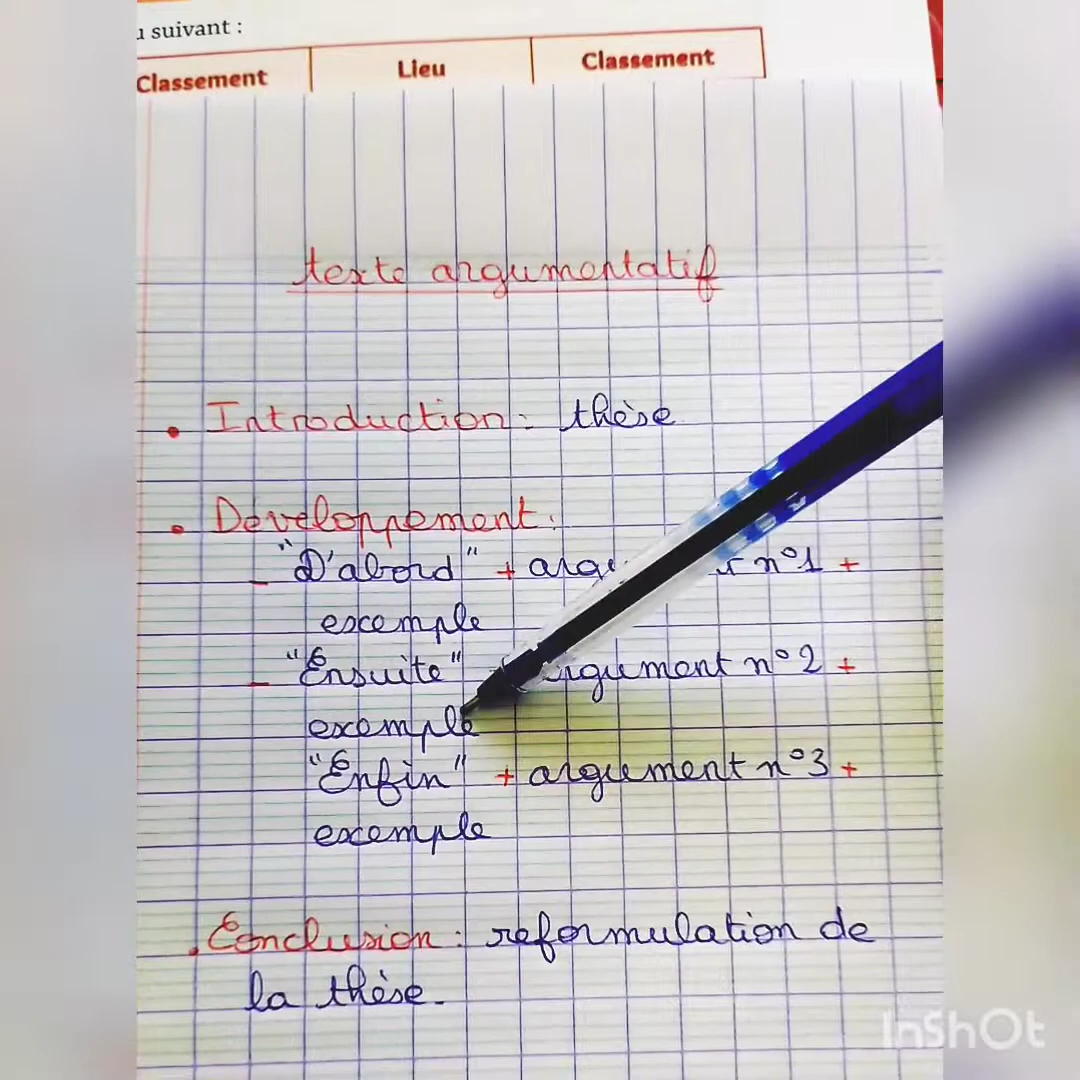 suivant :
Classement Lieu Classement
texte argumentatif
• Introduction : thèse
• Développement :
- "D'abord" + n°1 +
exemple
- "Ensuite" argument n°2 +
exemple
"Enfin" + argument n°3 +
exemple
. Conclusion : reformulation de
la thèse.
InShOt